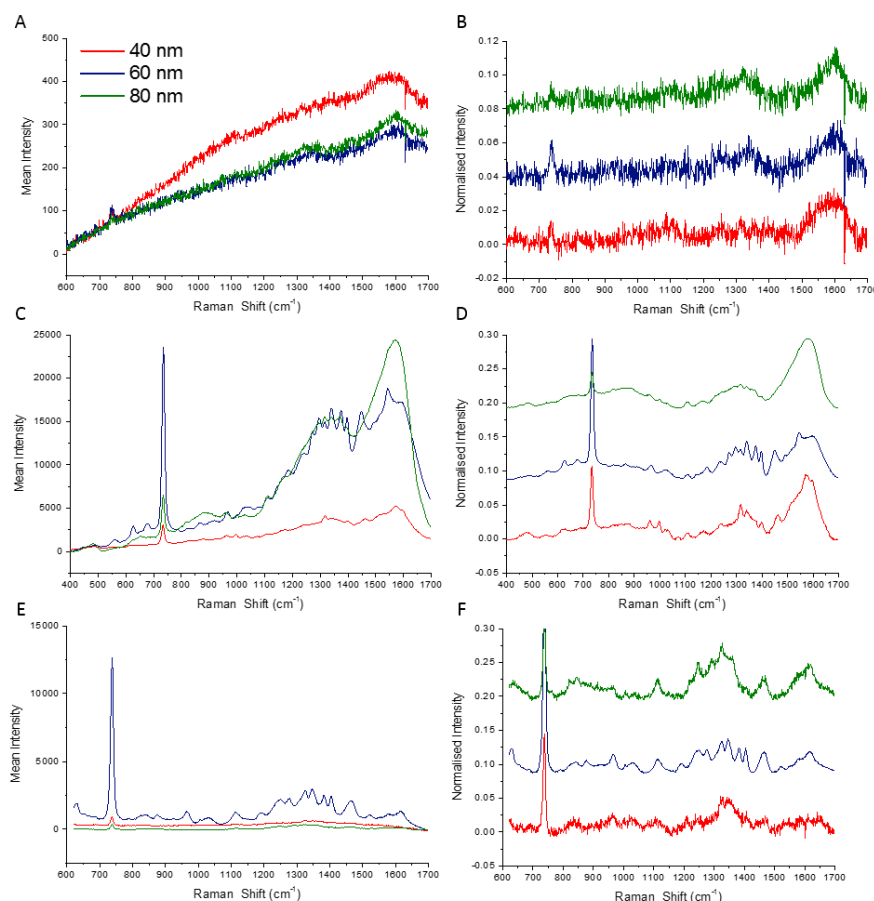 A
B
40 nm
60 nm
80 nm
500
400
300
200
100
0
Mean Intensity
600 700 800 900 1000 1100 1200 1300 1400 1500 1600 1700
Raman Shift (cm⁻¹)
0.12
0.10
0.08
0.06
0.04
0.02
0.00
-0.02
Normalised Intensity
600 700 800 900 1000 1100 1200 1300 1400 1500 1600 1700
Raman Shift (cm⁻¹)
C
D
25000
20000
15000
10000
5000
0
Mean Intensity
400 500 600 700 800 900 1000 1100 1200 1300 1400 1500 1600 1700
Raman Shift (cm⁻¹)
0.30
0.25
0.20
0.15
0.10
0.05
0.00
-0.05
Normalised Intensity
400 500 600 700 800 900 1000 1100 1200 1300 1400 1500 1600 1700
Raman Shift (cm⁻¹)
E
F
15000
10000
5000
0
Mean Intensity
600 700 800 900 1000 1100 1200 1300 1400 1500 1600 1700
Raman Shift (cm⁻¹)
0.30
0.25
0.20
0.15
0.10
0.05
0.00
-0.05
Normalised Intensity
600 700 800 900 1000 1100 1200 1300 1400 1500 1600 1700
Raman Shift (cm⁻¹)